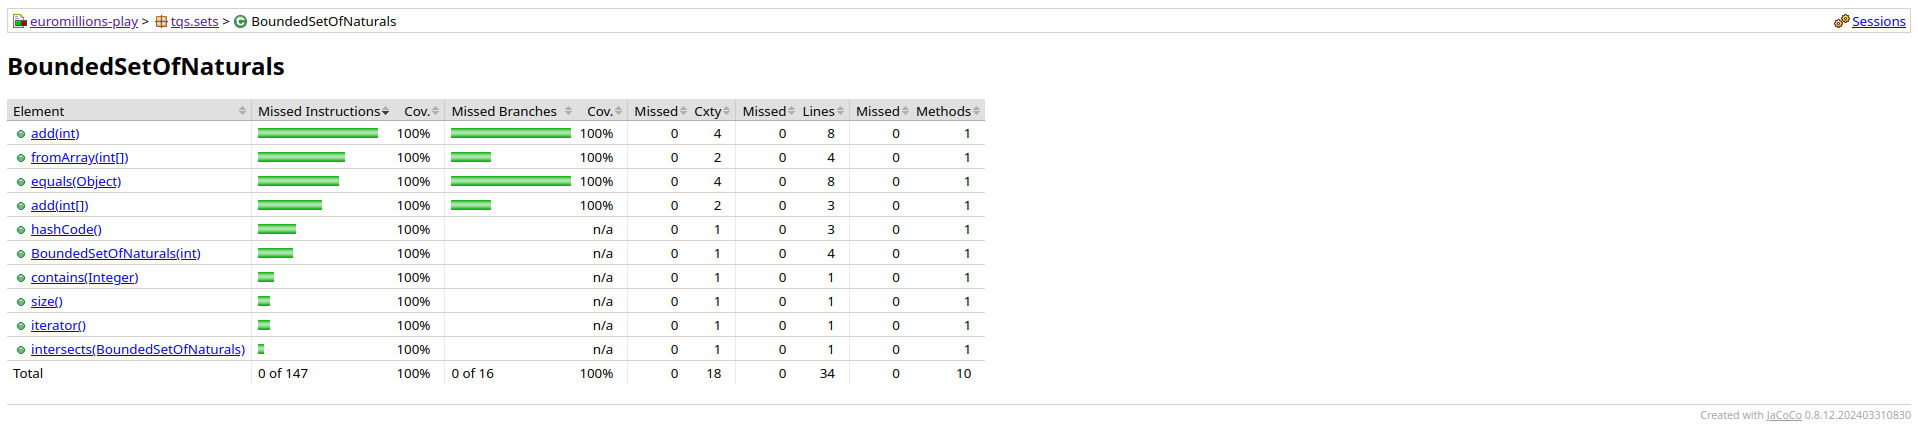 euromillions-play > tqs.sets > BoundedSetOfNaturals Sessions
BoundedSetOfNaturals
Element Missed Instructions Cov. Missed Branches Cov. Missed Cxty Missed Lines Missed Methods
add(int) 100% 100% 0 4 0 8 0 1
fromArray(int[]) 100% 100% 0 2 0 4 0 1
equals(Object) 100% 100% 0 4 0 8 0 1
add(int[]) 100% 100% 0 2 0 3 0 1
hashCode() 100% n/a 0 1 0 3 0 1
BoundedSetOfNaturals(int) 100% n/a 0 1 0 4 0 1
contains(Integer) 100% n/a 0 1 0 1 0 1
size() 100% n/a 0 1 0 1 0 1
iterator() 100% n/a 0 1 0 1 0 1
intersects(BoundedSetOfNaturals) 100% n/a 0 1 0 1 0 1
Total 0 of 147 100% 0 of 16 100% 0 18 0 34 0 10
Created with JaCoCo 0.8.12.202403310830